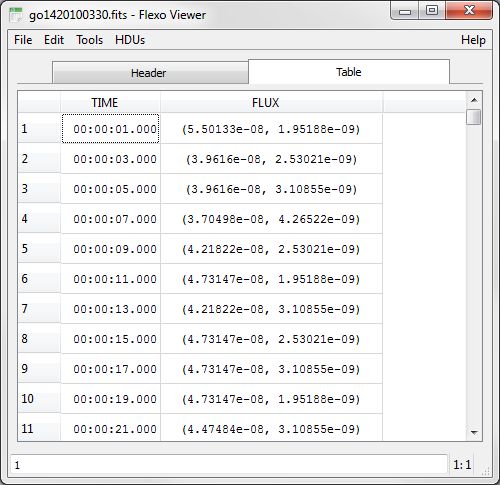 go1420100330.fits - Flexo Viewer
File Edit Tools HDUs Help
Header Table
TIME FLUX
1 00:00:01.000 (5.50133e-08, 1.95188e-09)
2 00:00:03.000 (3.9616e-08, 2.53021e-09)
3 00:00:05.000 (3.9616e-08, 3.10855e-09)
4 00:00:07.000 (3.70498e-08, 4.26522e-09)
5 00:00:09.000 (4.21822e-08, 2.53021e-09)
6 00:00:11.000 (4.73147e-08, 1.95188e-09)
7 00:00:13.000 (4.21822e-08, 3.10855e-09)
8 00:00:15.000 (4.73147e-08, 2.53021e-09)
9 00:00:17.000 (4.73147e-08, 3.10855e-09)
10 00:00:19.000 (4.73147e-08, 1.95188e-09)
11 00:00:21.000 (4.47484e-08, 3.10855e-09)
1 1:1